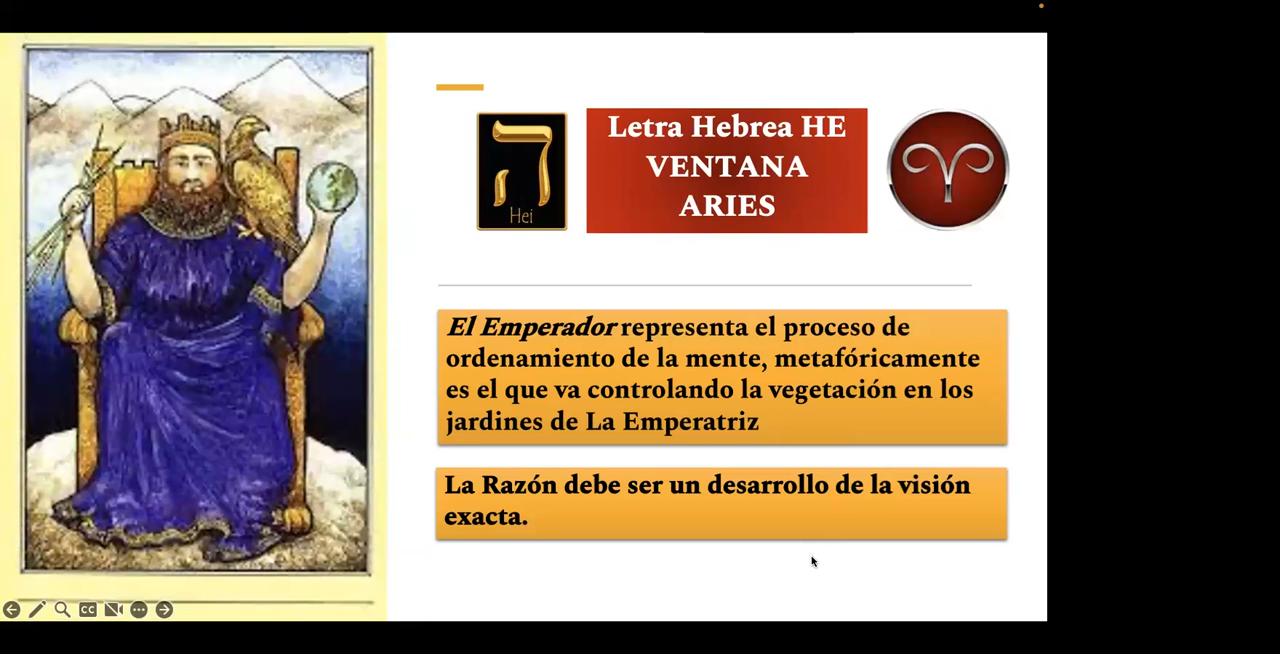 ה
Hei
Letra Hebrea HE
VENTANA
ARIES
El Emperador representa el proceso de
ordenamiento de la mente, metafóricamente
es el que va controlando la vegetación en los
jardines de La Emperatriz
La Razón debe ser un desarrollo de la visión
exacta.
CC